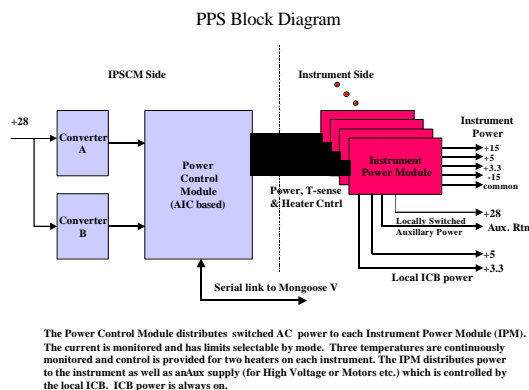 PPS Block Diagram
IPSCM Side
Instrument Side
+28
Converter
A
Converter
B
Power
Control
Module
(AIC based)
Power, T-sense
& Heater Cntrl
Instrument
Power Module
Instrument
Power
+15
+5
+3.3
-15
common
+28
Locally Switched
Auxillary Power
Aux. Rtn
+5
+3.3
Local ICB power
Serial link to Mongoose V
The Power Control Module distributes switched AC power to each Instrument Power Module (IPM).
The current is monitored and has limits selectable by mode. Three temperatures are continuously
monitored and control is provided for two heaters on each instrument. The IPM distributes power
to the instrument as well as anAux supply (for High Voltage or Motors etc.) which is controlled by
the local ICB. ICB power is always on.